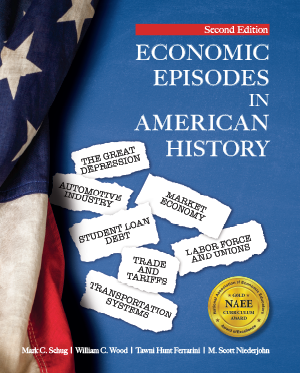 Second Edition
ECONOMIC
EPISODES
IN
AMERICAN
HISTORY
THE GREAT
DEPRESSION
AUTOMOTIVE
INDUSTRY
MARKET
ECONOMY
STUDENT LOAN
DEBT
LABOR FORCE
AND UNIONS
TRADE
AND
TARIFFS
TRANSPORTATION
SYSTEMS
GOLD
NAEE
CURRICULUM
AWARD
Mark C. Schug | William C. Wood | Tawni Hunt Ferrarini | M. Scott Niederjohn